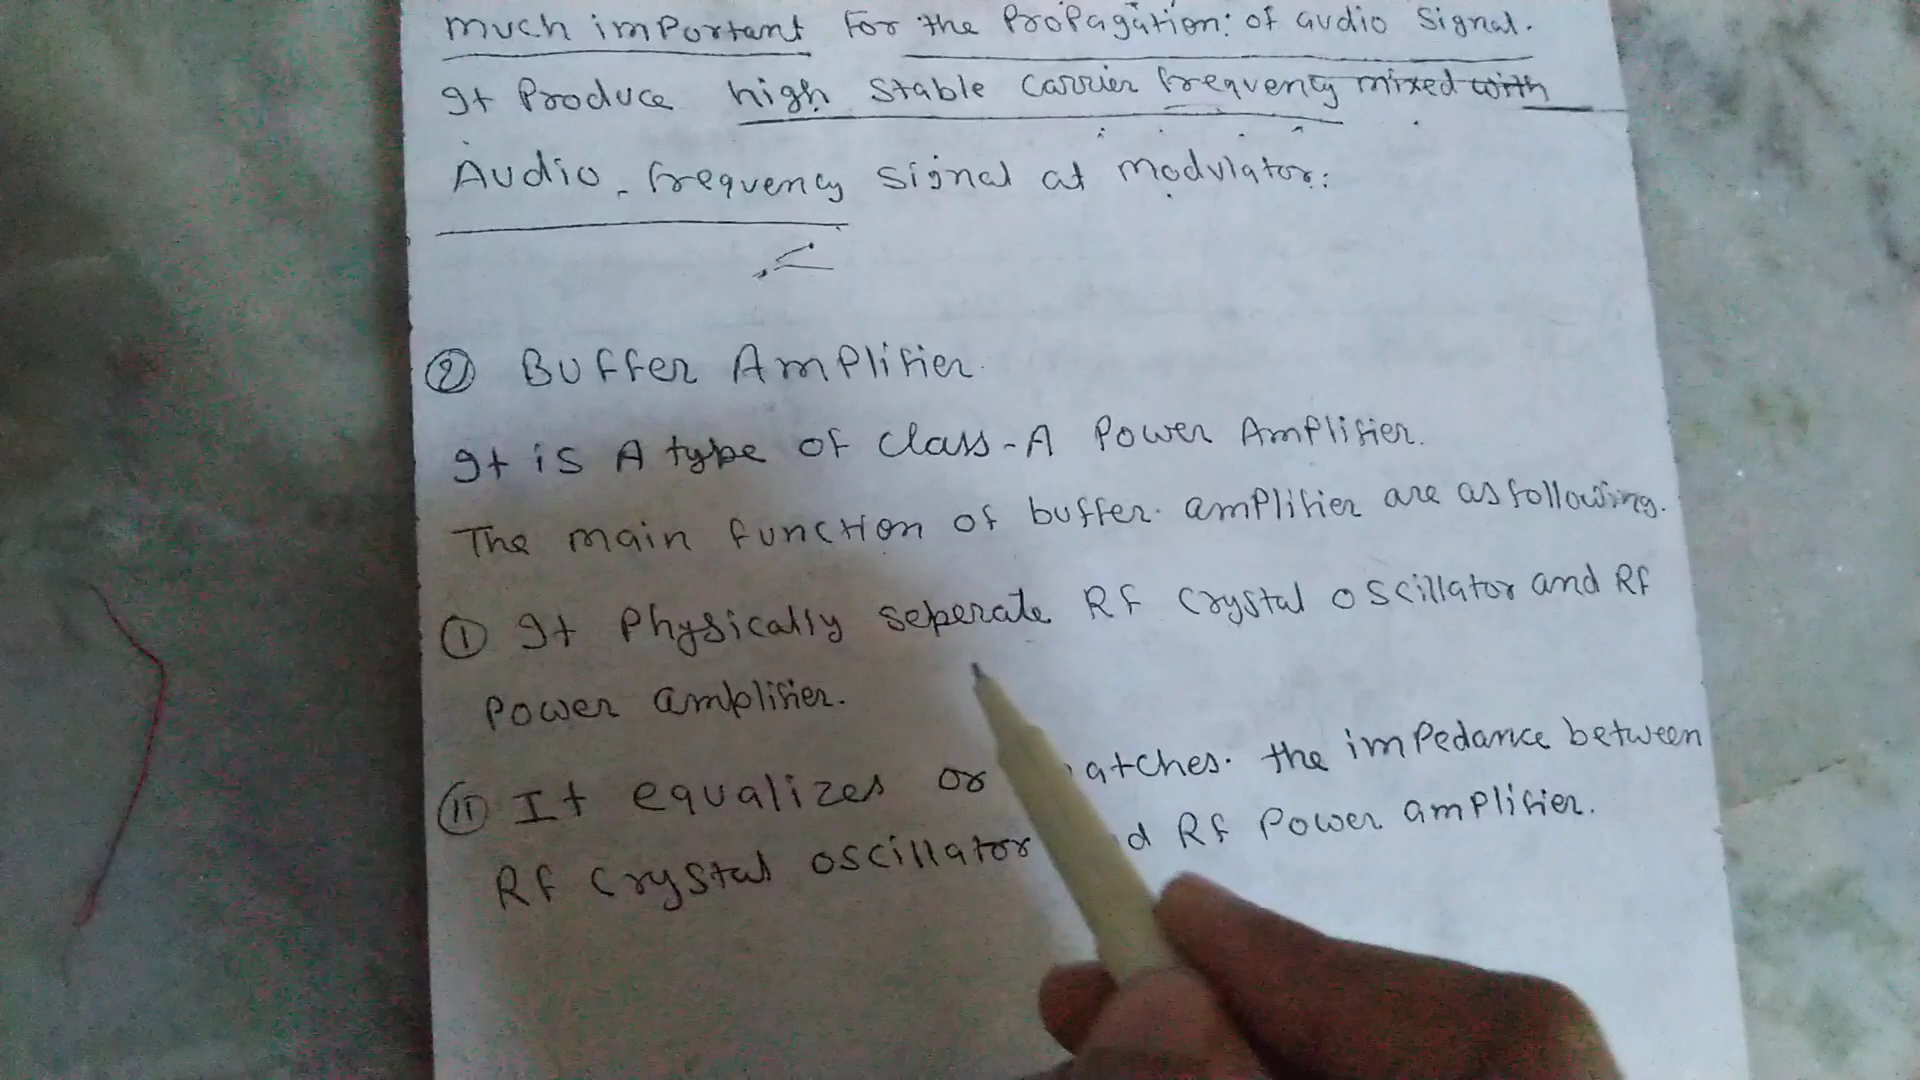 much important for the Propagation of audio Signal.
It Produce high stable carrier frequency mixed with
Audio frequency signal at modulator.
② Buffer Amplifier.
It is A type of Class-A Power Amplifier.
The main function of buffer amplifier are as following.
① It Physically seperate RF Crystal oscillator and RF
Power amplifier.
⑪ It equalizes or atches the impedance between
RF Crystal oscillator d RF Power amplifier.